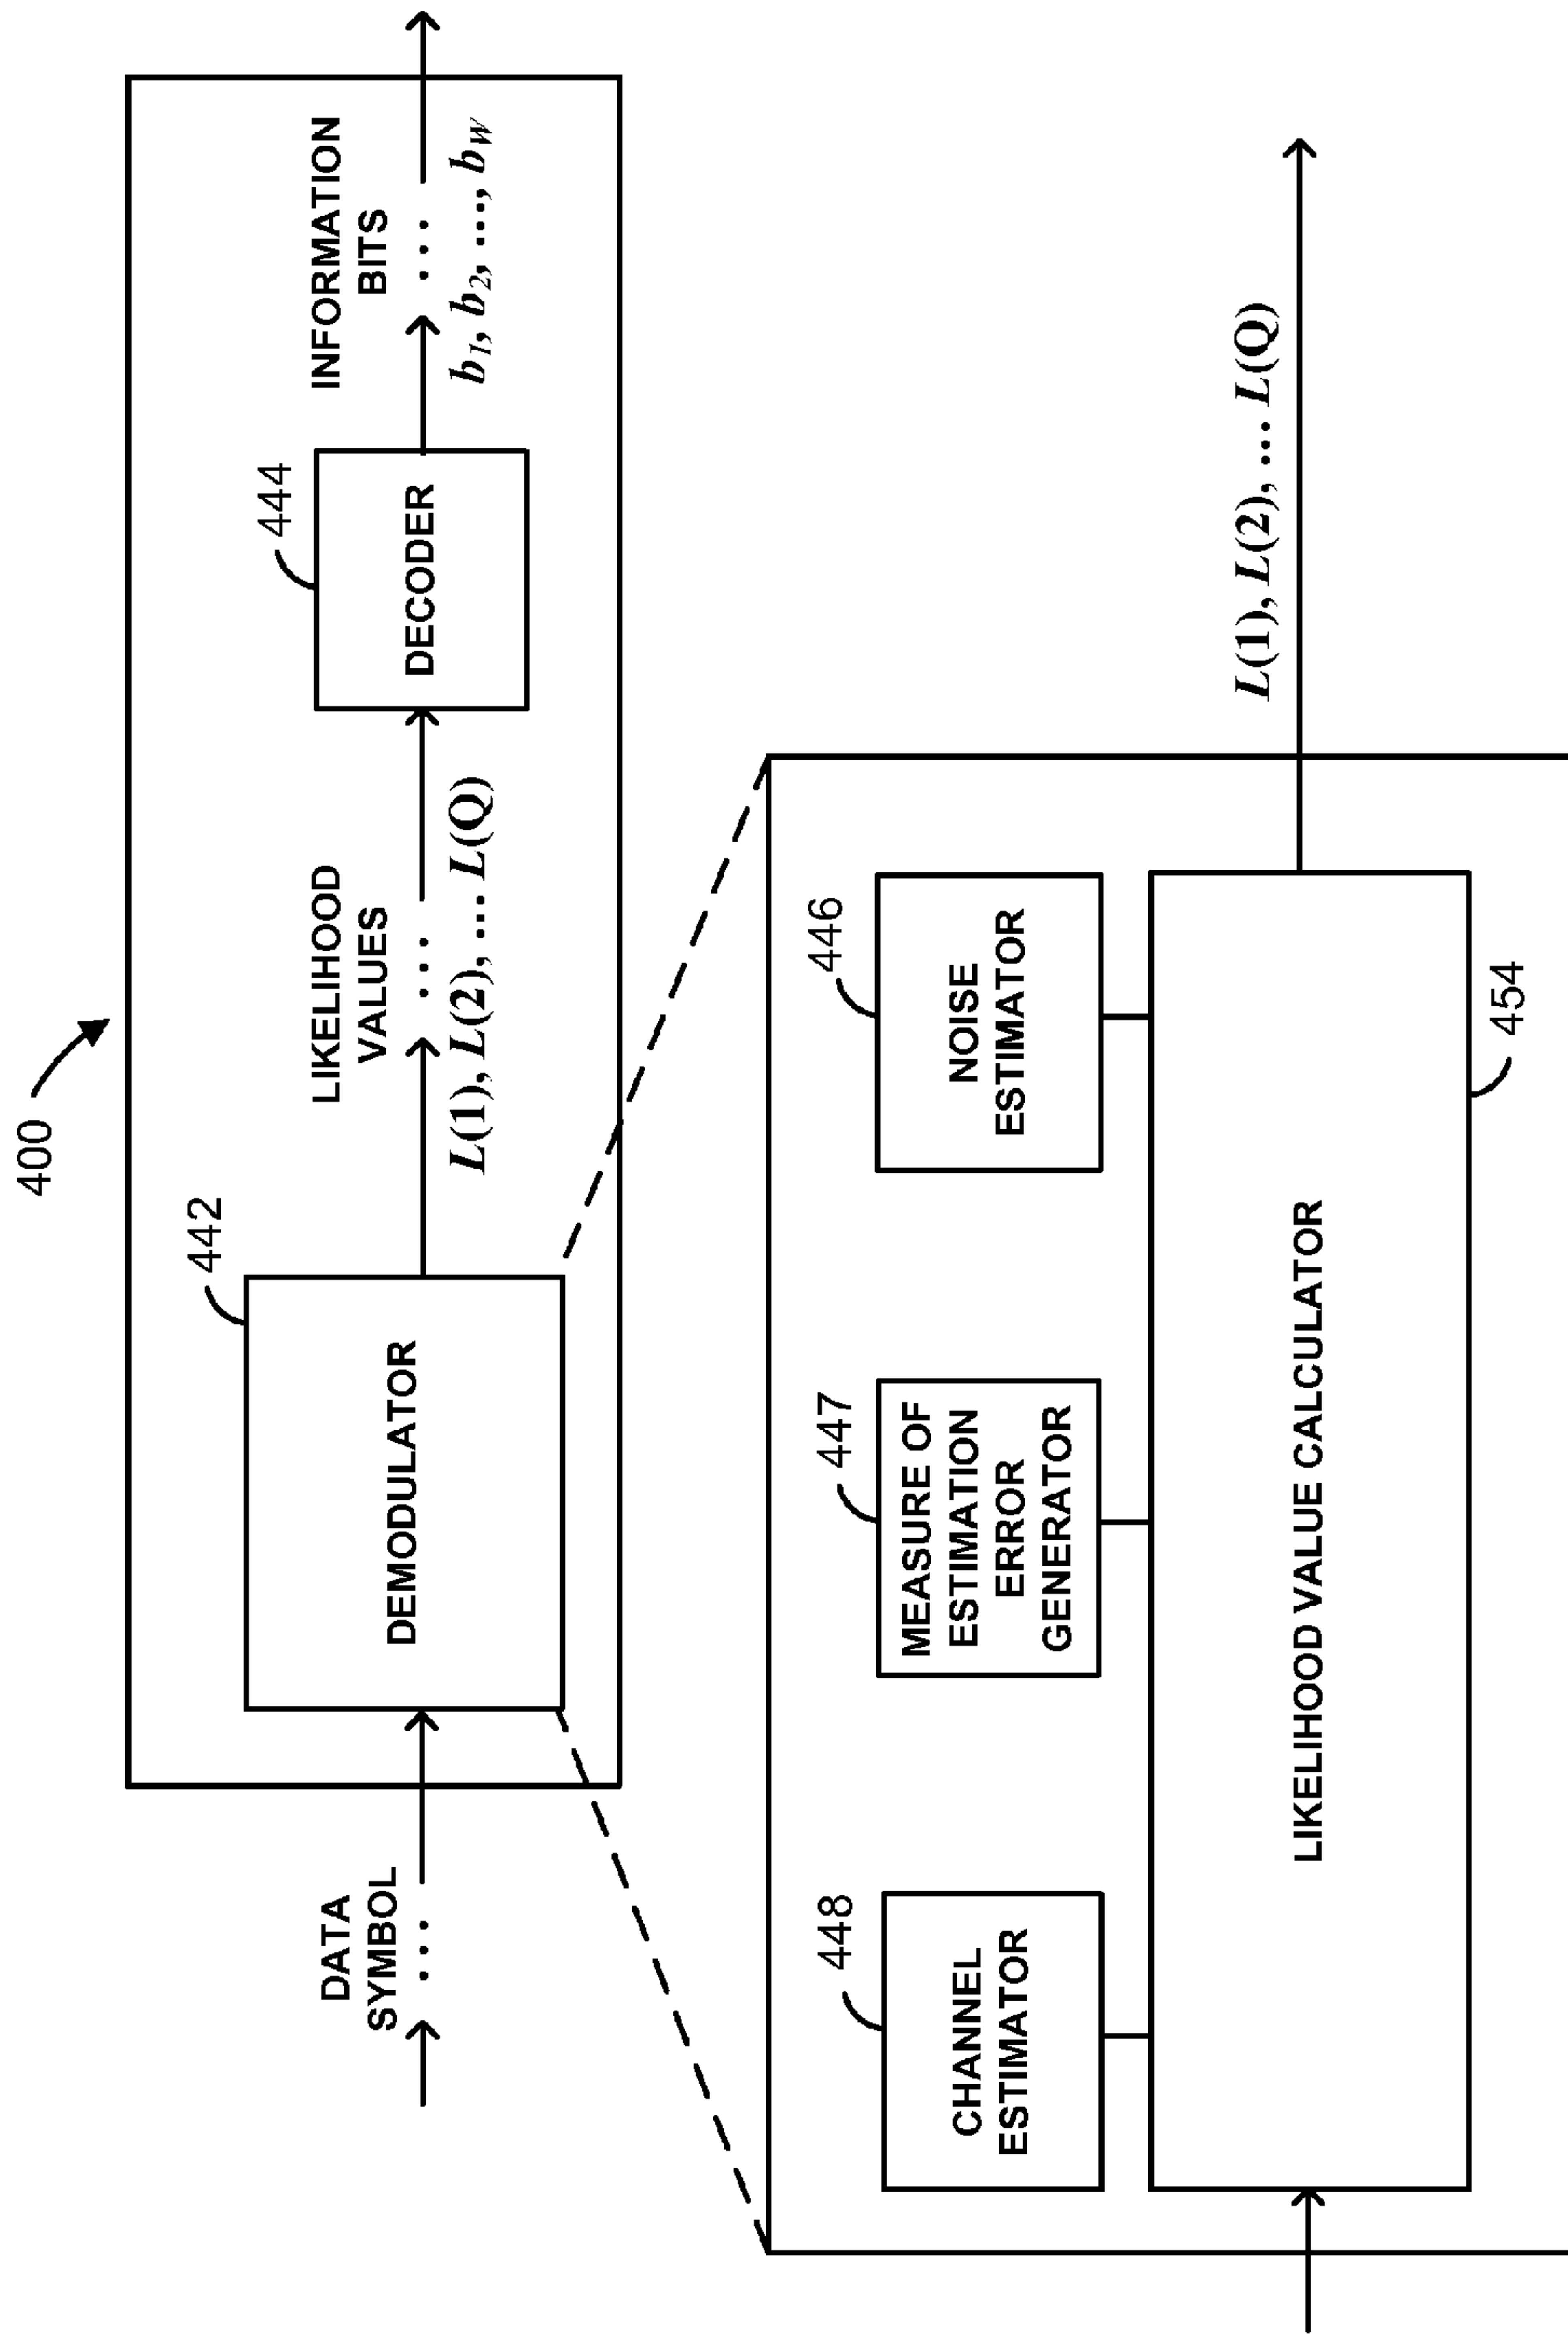 400
DATA
SYMBOL
442
DEMODULATOR
LIKELIHOOD
VALUES
L(1), L(2), ... L(Q)
444
DECODER
INFORMATION
BITS
b1, b2, ..., bW
448
CHANNEL
ESTIMATOR
447
MEASURE OF
ESTIMATION
ERROR
GENERATOR
446
NOISE
ESTIMATOR
LIKELIHOOD VALUE CALCULATOR
454
L(1), L(2), ... L(Q)